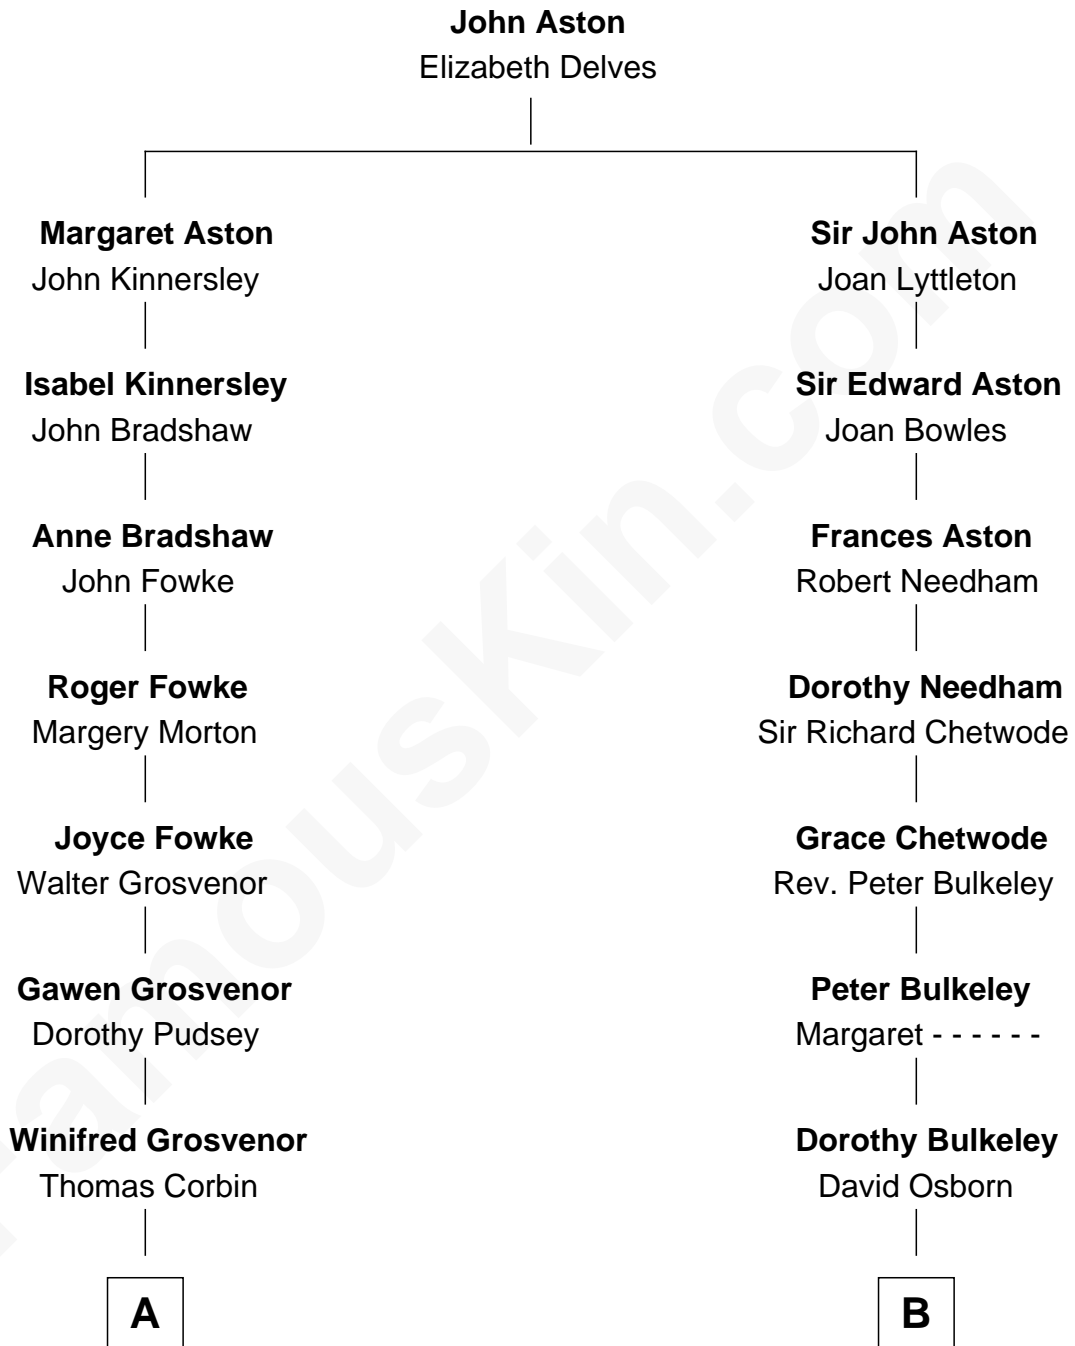 John Aston
Elizabeth Delves
Margaret Aston
John Kinnersley
Sir John Aston
Joan Lyttleton
Isabel Kinnersley
John Bradshaw
Sir Edward Aston
Joan Bowles
Anne Bradshaw
John Fowke
Frances Aston
Robert Needham
Roger Fowke
Margery Morton
Dorothy Needham
Sir Richard Chetwode
Joyce Fowke
Walter Grosvenor
Grace Chetwode
Rev. Peter Bulkeley
Gawen Grosvenor
Dorothy Pudsey
Peter Bulkeley
Margaret - - - - - -
Winifred Grosvenor
Thomas Corbin
Dorothy Bulkeley
David Osborn
A
B
FamousKin.com